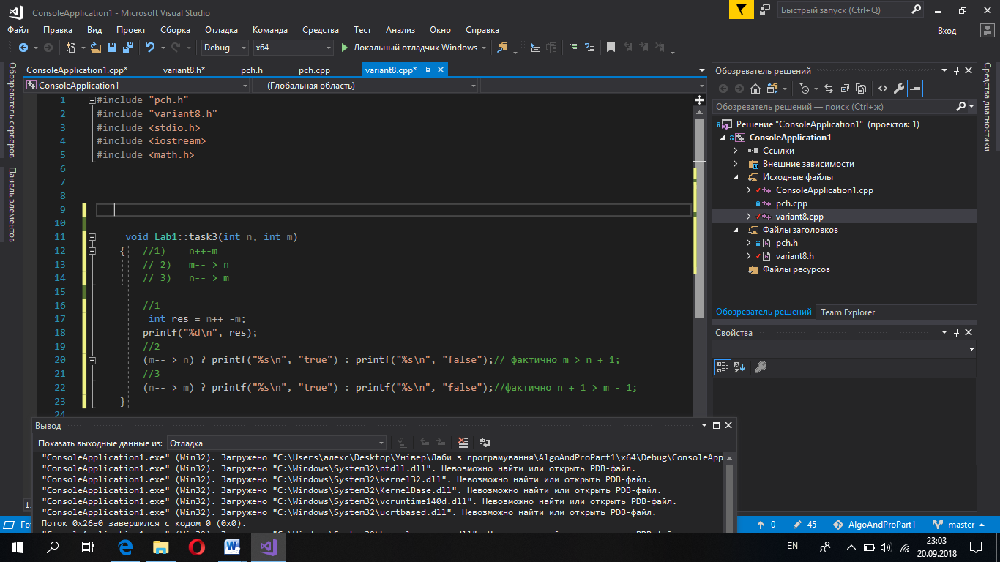 ConsoleApplication1 - Microsoft Visual Studio
Быстрый запуск (Ctrl+Q)
Файл Правка Вид Проект Сборка Отладка Команда Средства Тест Анализ Окно Справка
Вход
Debug x64 Локальный отладчик Windows
Обозреватель серверов
Панель элементов
ConsoleApplication1.cpp* variant8.h* pch.h pch.cpp variant8.cpp*
ConsoleApplication1 (Глобальная область)
1 #include "pch.h"
2 #include "variant8.h"
3 #include <stdio.h>
4 #include <iostream>
5 #include <math.h>
6
7
8
9
10
11 void Lab1::task3(int n, int m)
12 { //1) n++-m
13 // 2) m-- > n
14 // 3) n-- > m
15
16 //1
17 int res = n++ -m;
18 printf("%d\n", res);
19 //2
20 (m-- > n) ? printf("%s\n", "true") : printf("%s\n", "false");// фактично m > n + 1;
21 //3
22 (n-- > m) ? printf("%s\n", "true") : printf("%s\n", "false");//фактично n + 1 > m - 1;
23 }
24
Вывод
Показать выходные данные из: Отладка
"ConsoleApplication1.exe" (Win32). Загружено "C:\Users\алекс\Desktop\Універ\Лаби з програмування\AlgoAndProPart1\x64\Debug\ConsoleApp
"ConsoleApplication1.exe" (Win32). Загружено "C:\Windows\System32\ntdll.dll". Невозможно найти или открыть PDB-файл.
"ConsoleApplication1.exe" (Win32). Загружено "C:\Windows\System32\kernel32.dll". Невозможно найти или открыть PDB-файл.
"ConsoleApplication1.exe" (Win32). Загружено "C:\Windows\System32\KernelBase.dll". Невозможно найти или открыть PDB-файл.
"ConsoleApplication1.exe" (Win32). Загружено "C:\Windows\System32\vcruntime140d.dll". Невозможно найти или открыть PDB-файл.
"ConsoleApplication1.exe" (Win32). Загружено "C:\Windows\System32\ucrtbased.dll". Невозможно найти или открыть PDB-файл.
Поток 0x26e0 завершился с кодом 0 (0x0).
Обозреватель решений
Обозреватель решений — поиск (Ctrl+ж)
Решение "ConsoleApplication1" (проектов: 1)
ConsoleApplication1
Ссылки
Внешние зависимости
Исходные файлы
ConsoleApplication1.cpp
pch.cpp
variant8.cpp
Файлы заголовков
pch.h
variant8.h
Файлы ресурсов
Обозреватель решений Team Explorer
Свойства
Средства диагностики
0 45 AlgoAndProPart1 master
EN
23:03
20.09.2018